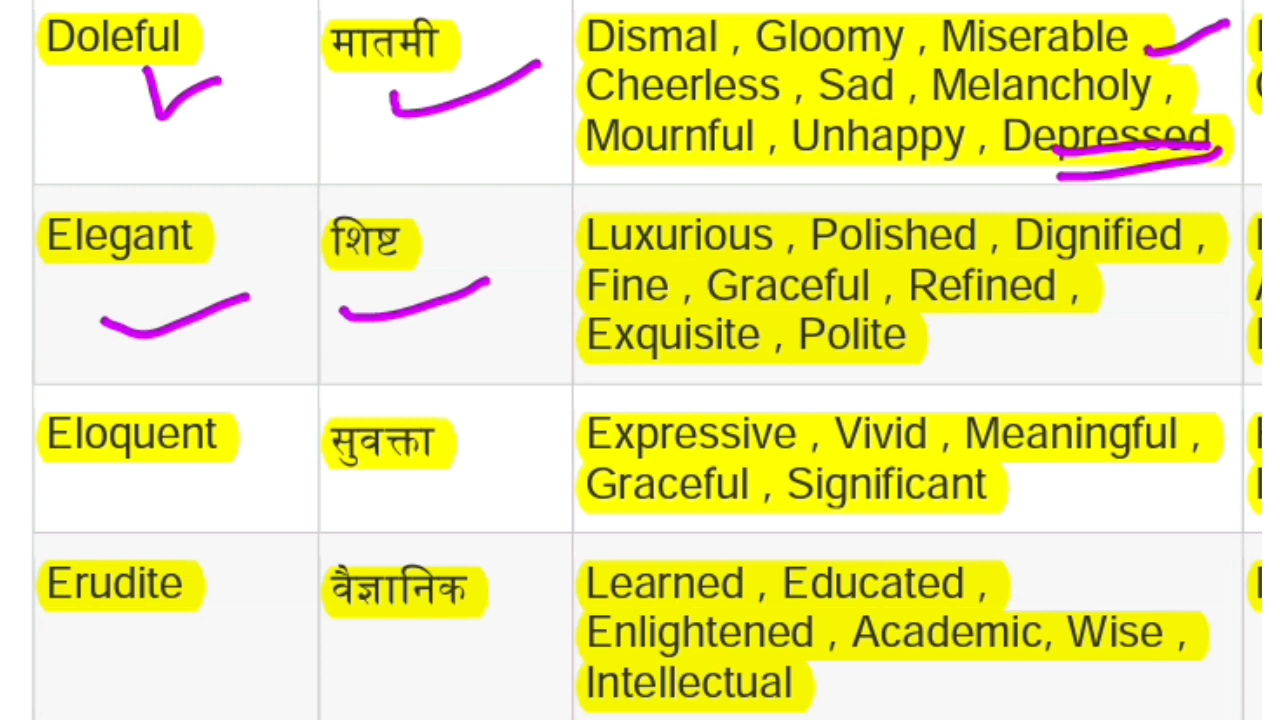 Doleful
मातमी
Dismal , Gloomy , Miserable ,
Cheerless , Sad , Melancholy ,
Mournful , Unhappy , Depressed
Elegant
शिष्ट
Luxurious , Polished , Dignified ,
Fine , Graceful , Refined ,
Exquisite , Polite
Eloquent
सुवक्ता
Expressive , Vivid , Meaningful ,
Graceful , Significant
Erudite
वैज्ञानिक
Learned , Educated ,
Enlightened , Academic, Wise ,
Intellectual